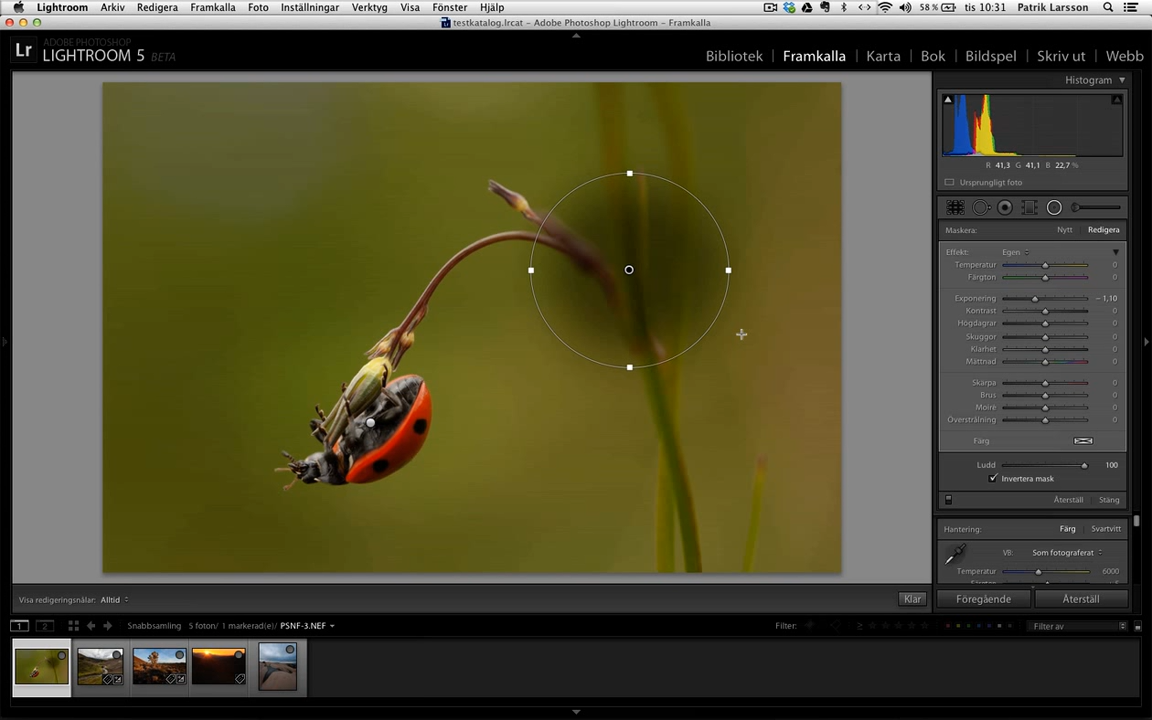 Lightroom Arkiv Redigera Framkalla Foto Inställningar Verktyg Visa Fönster Hjälp 58 % tis 10:31 Patrik Larsson
testkatalog.lrcat – Adobe Photoshop Lightroom – Framkalla
Lr ADOBE PHOTOSHOP
LIGHTROOM 5 BETA
Bibliotek | Framkalla | Karta | Bok | Bildspel | Skriv ut | Webb
Histogram
R 41,3 G 41,1 B 22,7 %
Ursprungligt foto
Maskera: Nytt Redigera
Effekt: Egen
Temperatur 0
Färgton 0
Exponering – 1,10
Kontrast 0
Högdagrar 0
Skuggor 0
Klarhet 0
Mättnad 0
Skärpa 0
Brus 0
Moiré 0
Överstrålning 0
Färg
Ludd 100
Invertera mask
Återställ Stäng
Hantering: Färg Svartvitt
VB: Som fotograferat
Temperatur 6000
Föregående Återställ
Visa redigeringsnålar: Alltid Klar
1 2 Snabbsamling 5 foton/ 1 markerad(e)/ PSNF-3.NEF Filter: Filter av